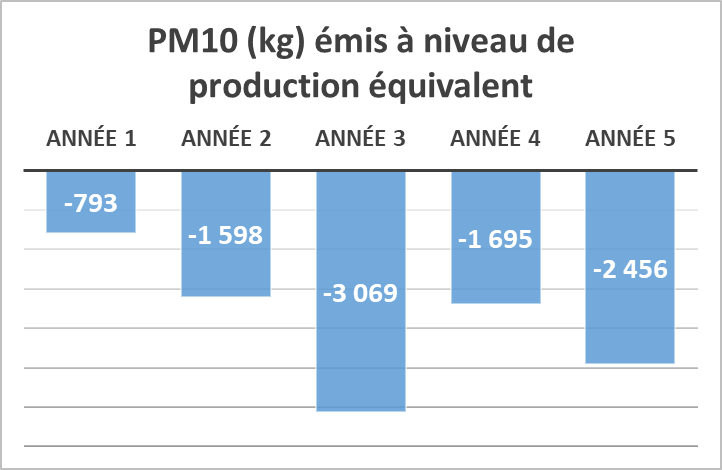 PM10 (kg) émis à niveau de
production équivalent
ANNÉE 1 ANNÉE 2 ANNÉE 3 ANNÉE 4 ANNÉE 5
-793
-1 598
-3 069
-1 695
-2 456